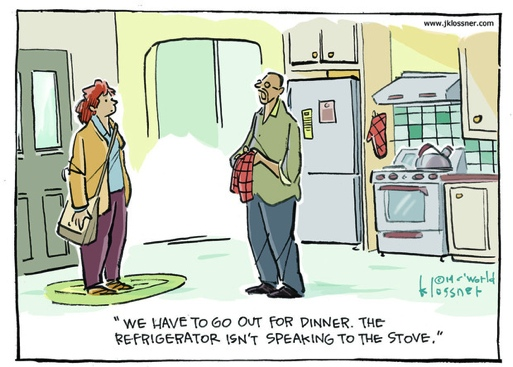 www.jklossner.com
©14 c'World
klossner
"WE HAVE TO GO OUT FOR DINNER. THE
REFRIGERATOR ISN'T SPEAKING TO THE STOVE."